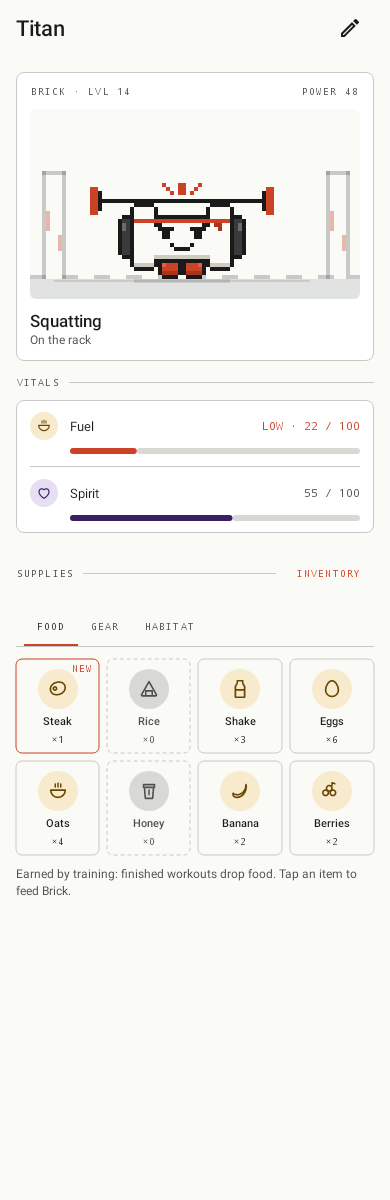 Titan
BRICK · LVL 14
POWER 48
Squatting
On the rack
VITALS
Fuel
LOW · 22 / 100
Spirit
55 / 100
SUPPLIES
INVENTORY
FOOD
GEAR
HABITAT
NEW
Steak
×1
Rice
×0
Shake
×3
Eggs
×6
Oats
×4
Honey
×0
Banana
×2
Berries
×2
Earned by training: finished workouts drop food. Tap an item to
feed Brick.